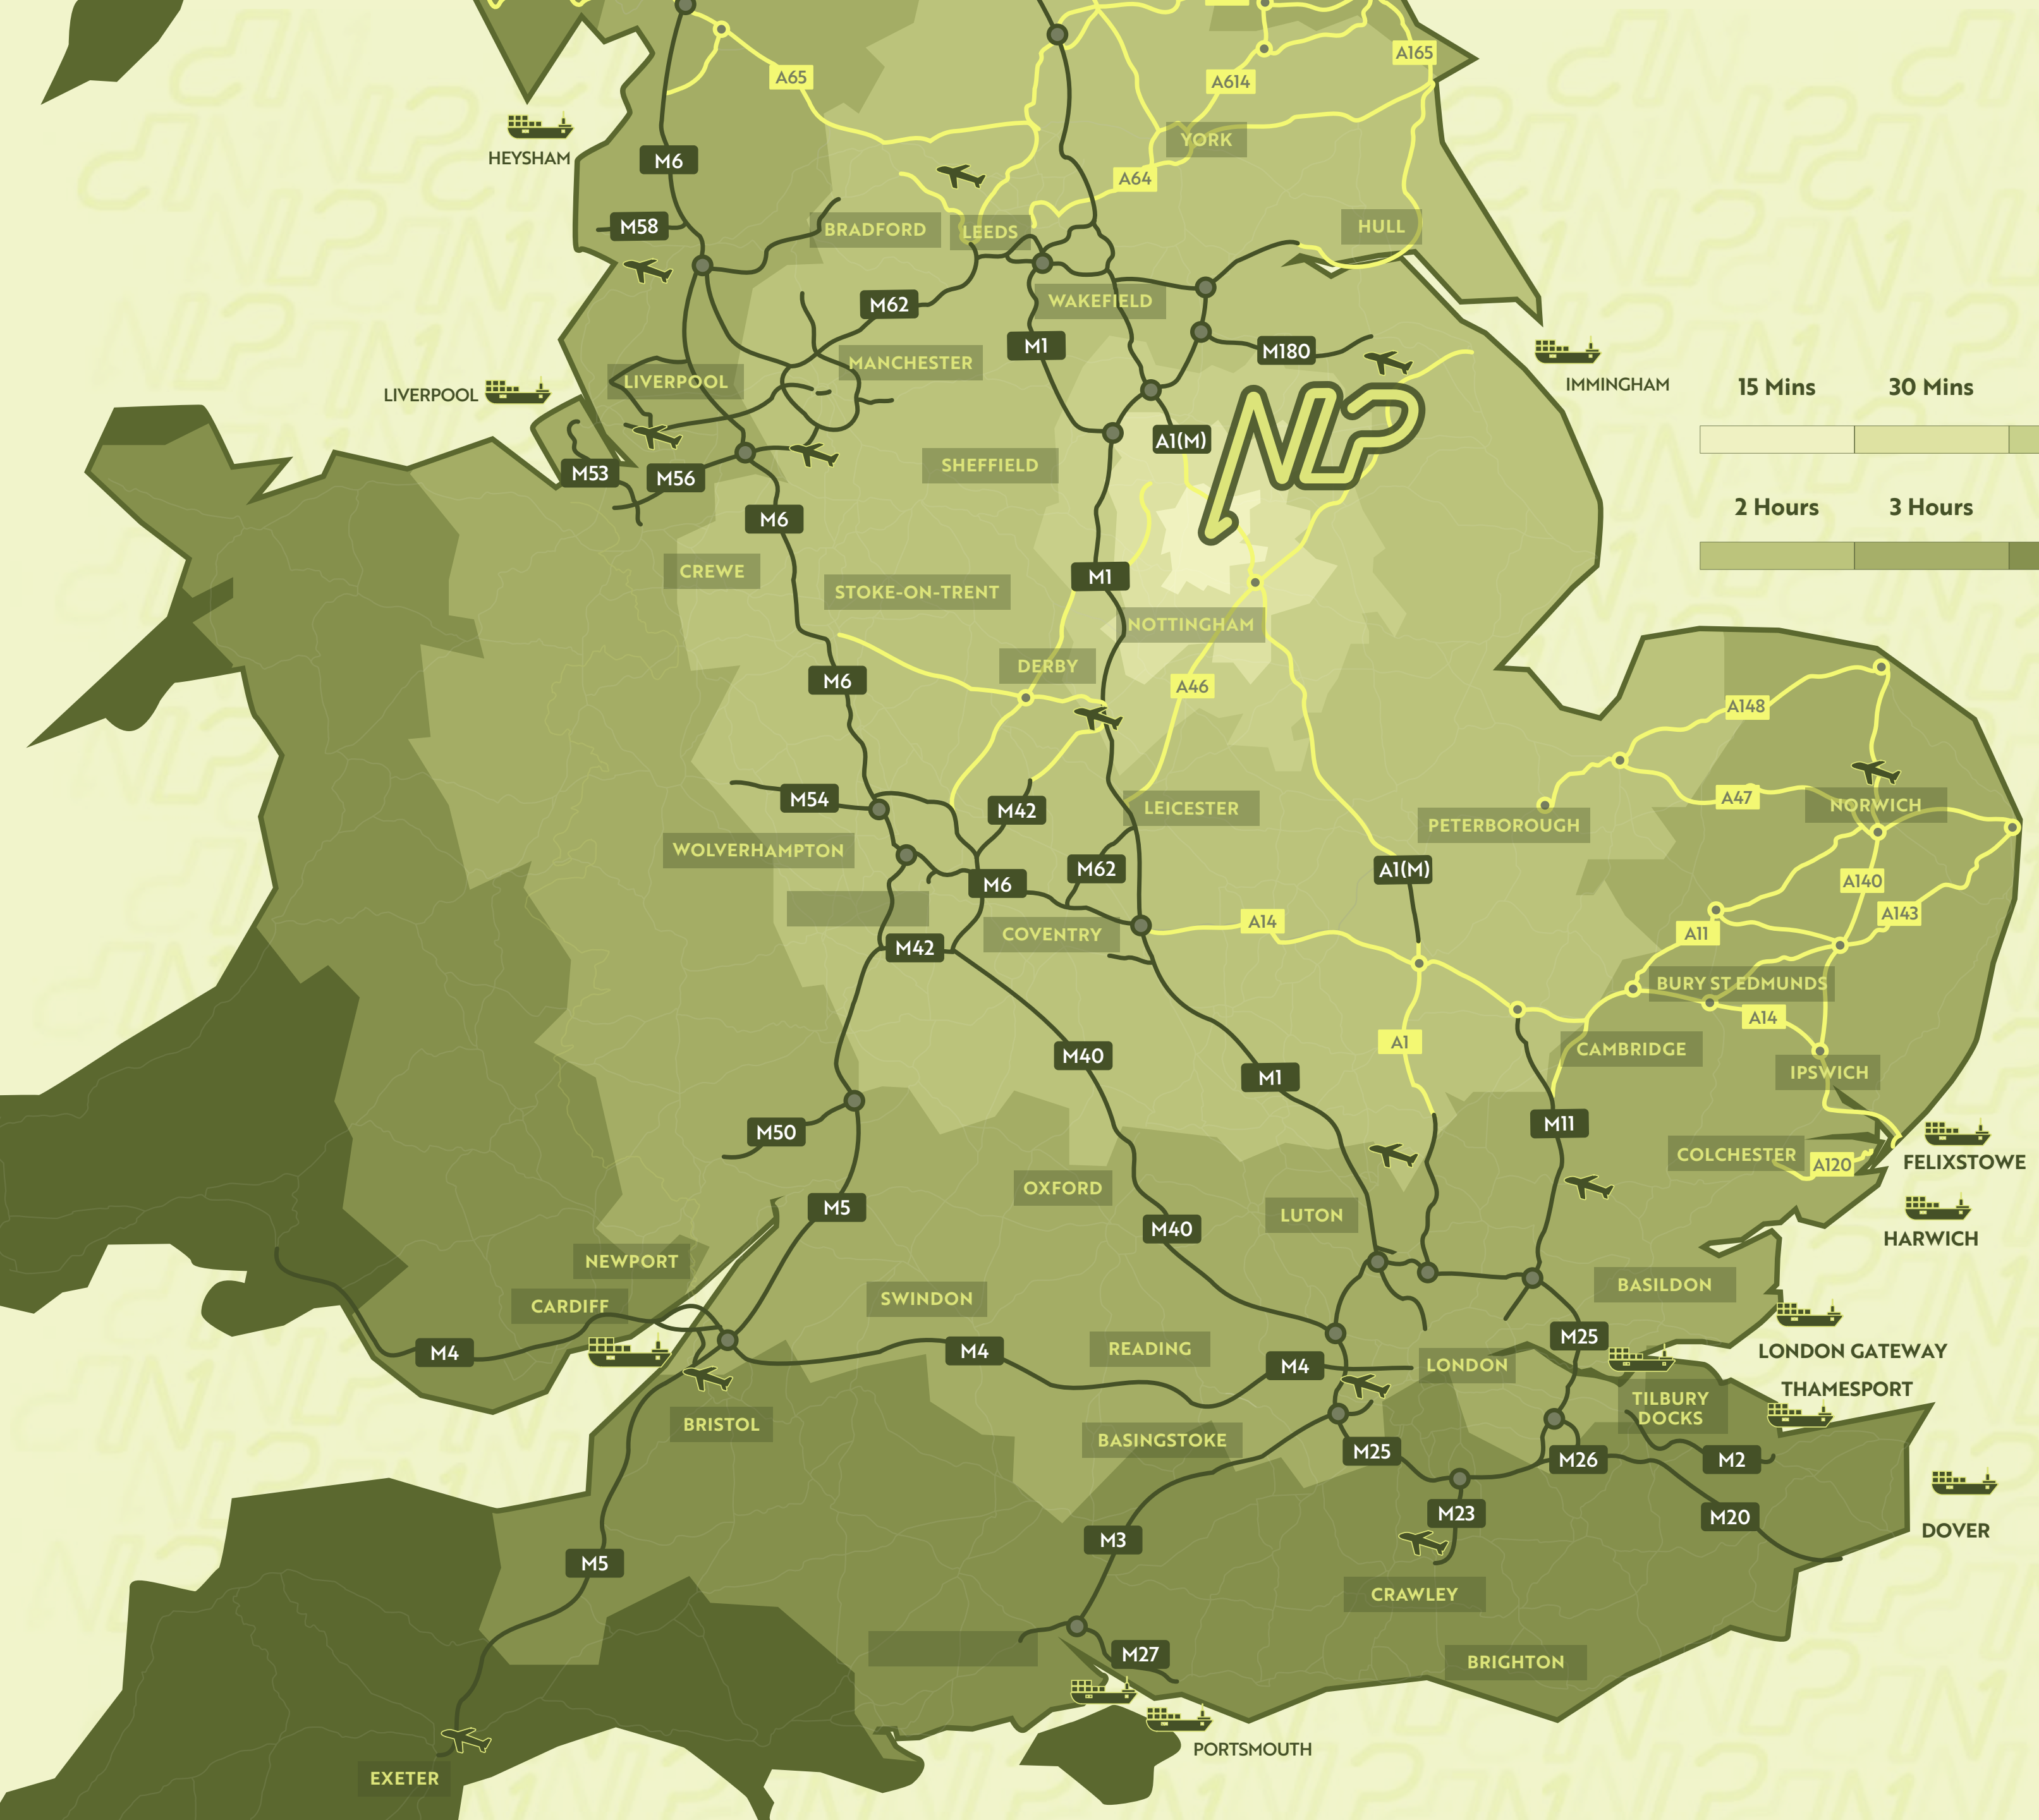 A165
A65
A614
HEYSHAM
YORK
M6
A64
M58
BRADFORD
LEEDS
HULL
M62
WAKEFIELD
M1
M180
MANCHESTER
LIVERPOOL
LIVERPOOL
IMMINGHAM
15 Mins
30 Mins
A1(M)
NLP
SHEFFIELD
M53
M56
M6
2 Hours
3 Hours
CREWE
M1
STOKE-ON-TRENT
NOTTINGHAM
DERBY
M6
A46
A148
M54
M42
LEICESTER
A47
NORWICH
PETERBOROUGH
WOLVERHAMPTON
M62
A1(M)
M6
A140
A143
A14
A11
COVENTRY
M42
BURY ST EDMUNDS
A14
A1
CAMBRIDGE
M40
IPSWICH
M1
M11
M50
COLCHESTER
A120
FELIXSTOWE
OXFORD
M5
LUTON
M40
HARWICH
NEWPORT
BASILDON
SWINDON
CARDIFF
M25
LONDON GATEWAY
M4
M4
READING
M4
LONDON
THAMESPORT
TILBURY
DOCKS
BRISTOL
BASINGSTOKE
M25
M26
M2
M23
M20
DOVER
M3
M5
CRAWLEY
M27
BRIGHTON
PORTSMOUTH
EXETER